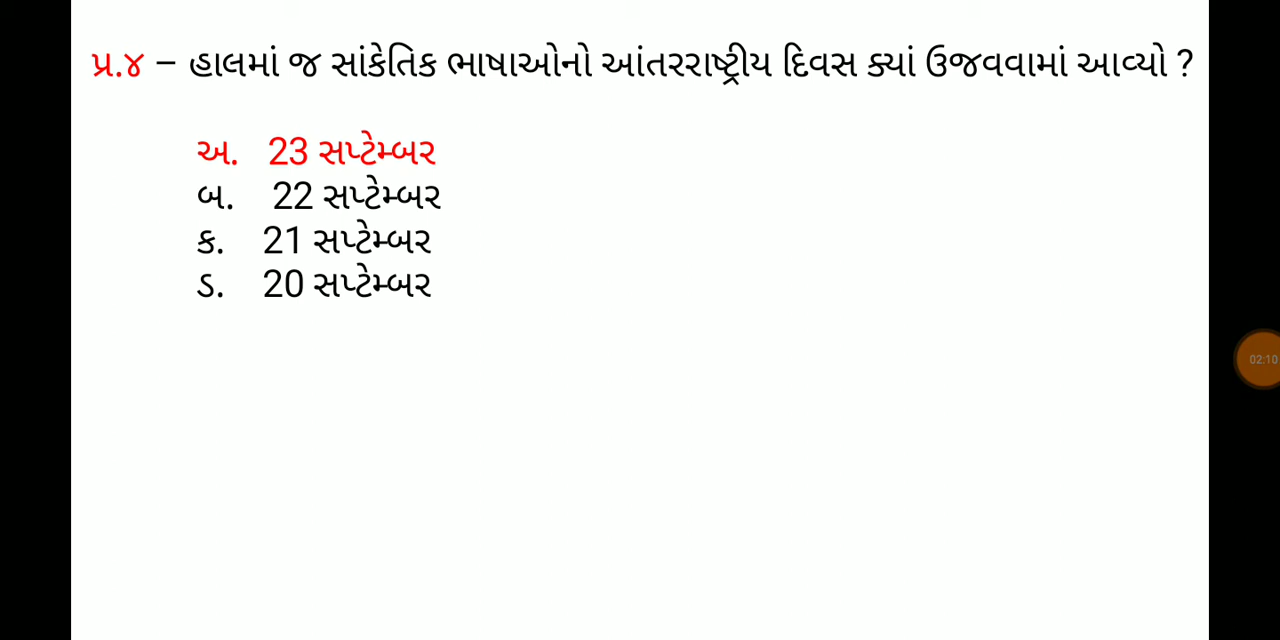 પ્ર.૪ – હાલમાં જ સાંકેતિક ભાષાઓનો આંતરરાષ્ટ્રીય દિવસ ક્યાં ઉજવવામાં આવ્યો ?
અ. 23 સપ્ટેમ્બર
બ. 22 સપ્ટેમ્બર
ક. 21 સપ્ટેમ્બર
ડ. 20 સપ્ટેમ્બર
02:10